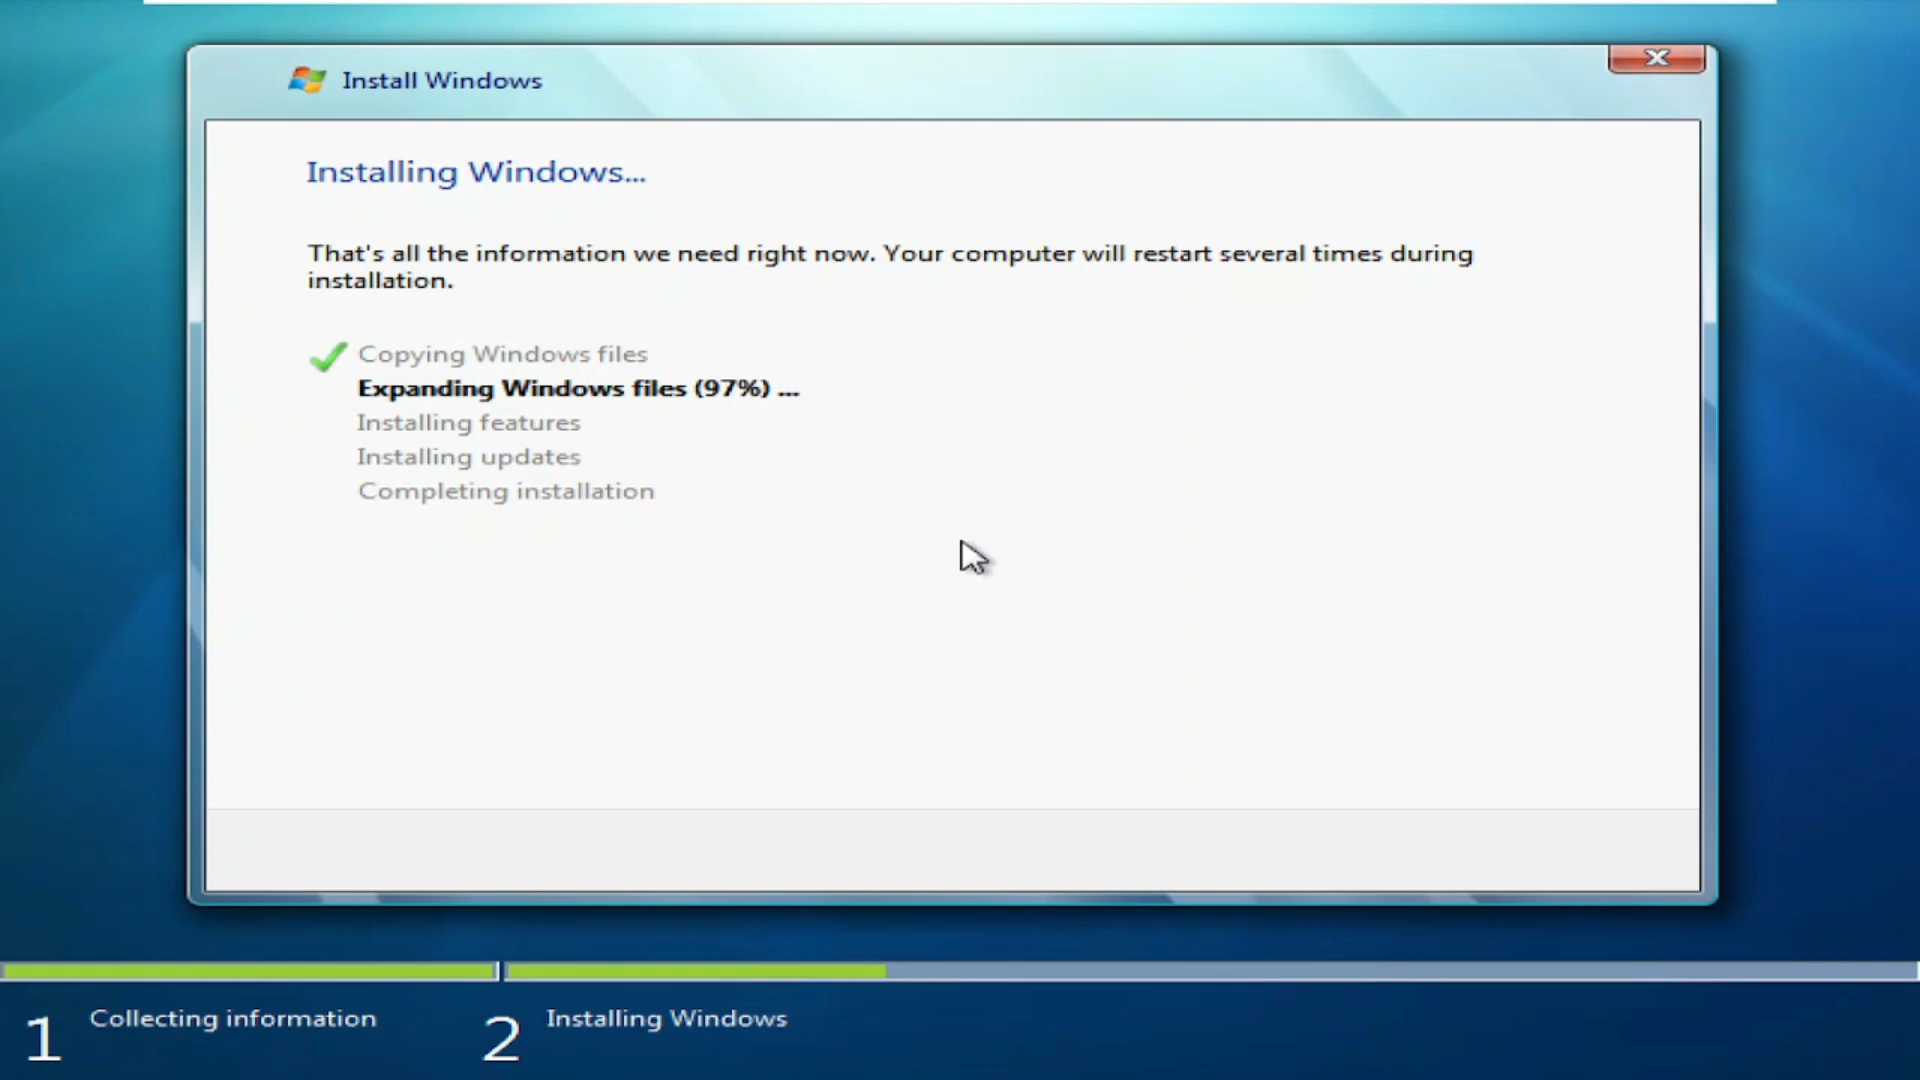 Install Windows
Installing Windows...
That's all the information we need right now. Your computer will restart several times during
installation.
Copying Windows files
Expanding Windows files (97%) ...
Installing features
Installing updates
Completing installation
1 Collecting information
2 Installing Windows